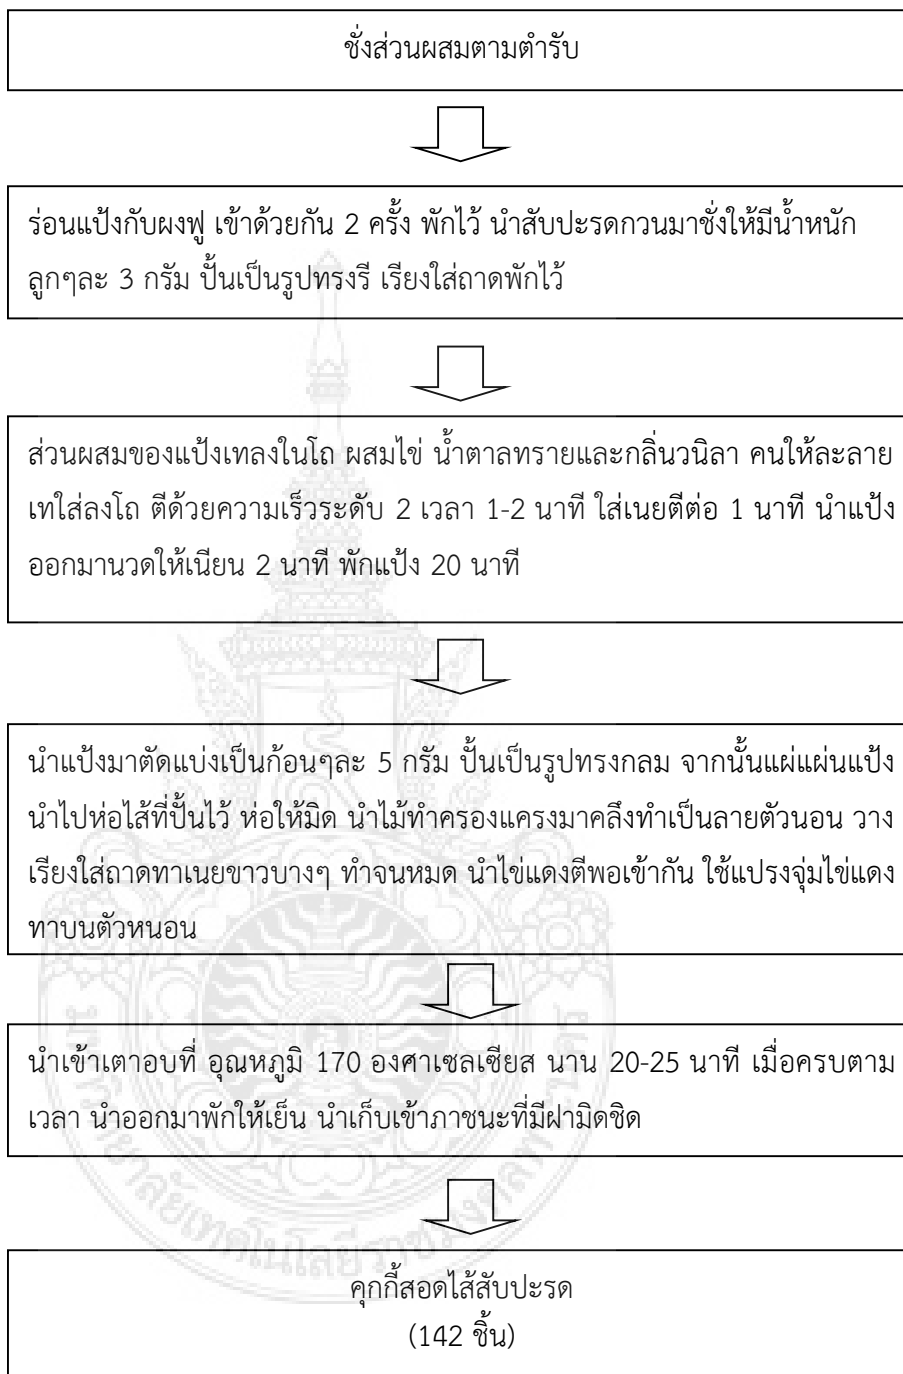 ชั่งส่วนผสมตามตำรับ
ร่อนแป้งกับผงฟู เข้าด้วยกัน 2 ครั้ง พักไว้ นำสับปะรดกวนมาชั่งให้มีน้ำหนัก
ลูกๆละ 3 กรัม ปั้นเป็นรูปทรงรี เรียงใส่ถาดพักไว้
ส่วนผสมของแป้งเทลงในโถ ผสมไข่ น้ำตาลทรายและกลิ่นวนิลา คนให้ละลาย
เทใส่ลงโถ ตีด้วยความเร็วระดับ 2 เวลา 1-2 นาที ใส่เนยตีต่อ 1 นาที นำแป้ง
ออกมานวดให้เนียน 2 นาที พักแป้ง 20 นาที
นำแป้งมาตัดแบ่งเป็นก้อนๆละ 5 กรัม ปั้นเป็นรูปทรงกลม จากนั้นแผ่แผ่นแป้ง
นำไปห่อไส้ที่ปั้นไว้ ห่อให้มิด นำไม้ทำครองแครงมาคลึงทำเป็นลายตัวนอน วาง
เรียงใส่ถาดทาเนยขาวบางๆ ทำจนหมด นำไข่แดงตีพอเข้ากัน ใช้แปรงจุ่มไข่แดง
ทาบนตัวหนอน
นำเข้าเตาอบที่ อุณหภูมิ 170 องศาเซลเซียส นาน 20-25 นาที เมื่อครบตาม
เวลา นำออกมาพักให้เย็น นำเก็บเข้าภาชนะที่มีฝามิดชิด
คุกกี้สอดไส้สับปะรด
(142 ชิ้น)